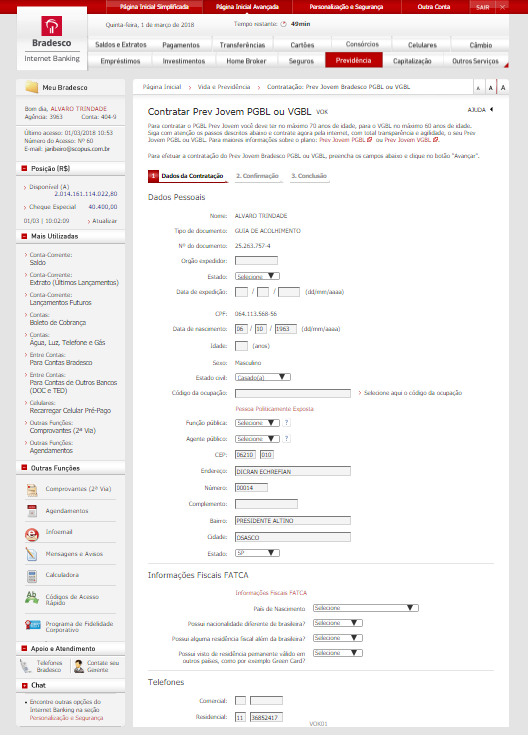 Página Inicial Simplificada
Página Inicial Avançada
Personalização e Segurança
Outra Conta
SAIR
Bradesco
Internet Banking
Quinta-feira, 1 de março de 2018
Tempo restante: 49min
Saldos e Extratos
Pagamentos
Transferências
Cartões
Consórcios
Celulares
Câmbio
Empréstimos
Investimentos
Home Broker
Seguros
Previdência
Capitalização
Outros Serviços
Meu Bradesco
Bom dia, ALVARO TRINDADE
Agência: 3963 Conta: 404-9
Último acesso: 01/03/2018 10:53
Número do Acesso: Nº 60
E-mail: jaribeiro@scopus.com.br
Posição (R$)
Disponível (A)
2.014.161.114.022,80
Cheque Especial 40.400,00
01/03 | 10:02:09 Atualizar
Mais Utilizadas
Conta-Corrente:
Saldo
Conta-Corrente:
Extrato (Últimos Lançamentos)
Conta-Corrente:
Lançamentos Futuros
Contas:
Boleto de Cobrança
Contas:
Água, Luz, Telefone e Gás
Entre Contas:
Para Contas Bradesco
Entre Contas:
Para Contas de Outros Bancos
(DOC e TED)
Celulares:
Recarregar Celular Pré-Pago
Outras Funções:
Comprovantes (2ª Via)
Outras Funções:
Agendamentos
Outras Funções
Comprovantes (2ª Via)
Agendamentos
Infoemail
Mensagens e Avisos
Calculadora
Códigos de Acesso
Rápido
Programa de Fidelidade
Corporativo
Apoio e Atendimento
Telefones
Bradesco
Contate seu
Gerente
Chat
Encontre outras opções do
Internet Banking na seção
Personalização e Segurança
Página Inicial > Vida e Previdência > Contratação: Prev Jovem Bradesco PGBL ou VGBL
A A A
Contratar Prev Jovem PGBL ou VGBL VOK
AJUDA
Para contratar o PGBL Prev Jovem você deve ter no máximo 70 anos de idade, para o VGBL no máximo 60 anos de idade.
Siga com atenção os passos descritos abaixo e contrate agora pela internet, com total transparência e agilidade, o seu Prev
Jovem PGBL ou VGBL. Para maiores informações sobre o plano: Prev Jovem PGBL ou Prev Jovem VGBL.
Para efetuar a contratação do Prev Jovem Bradesco PGBL ou VGBL, preencha os campos abaixo e clique no botão "Avançar".
1 Dados da Contratação
2. Confirmação
3. Conclusão
Dados Pessoais
Nome: ALVARO TRINDADE
Tipo de documento: GUIA DE ACOLHIMENTO
Nº do documento: 25.263.757-4
Orgão expedidor:
Estado: Selecione
Data de expedição: / / (dd/mm/aaaa)
CPF: 064.113.568-56
Data de nascimento: 06 / 10 / 1963 (dd/mm/aaaa)
Idade: (anos)
Sexo: Masculino
Estado civil: Casado(a)
Código da ocupação: > Selecione aqui o código da ocupação
Pessoa Politicamente Exposta
Função pública: Selecione ?
Agente público: Selecione ?
CEP: 06210 010
Endereço: DICRAN ECHREFIAN
Número: 00014
Complemento:
Bairro: PRESIDENTE ALTINO
Cidade: OSASCO
Estado: SP
Informações Fiscais FATCA
Informações Fiscais FATCA
País de Nascimento Selecione
Possui nacionalidade diferente de brasileira? Selecione
Possui alguma residência fiscal além da brasileira? Selecione
Possui visto de residência permanente válido em
outros países, como por exemplo Green Card? Selecione
Telefones
Comercial:
Residencial: 11 36852417
VOK01